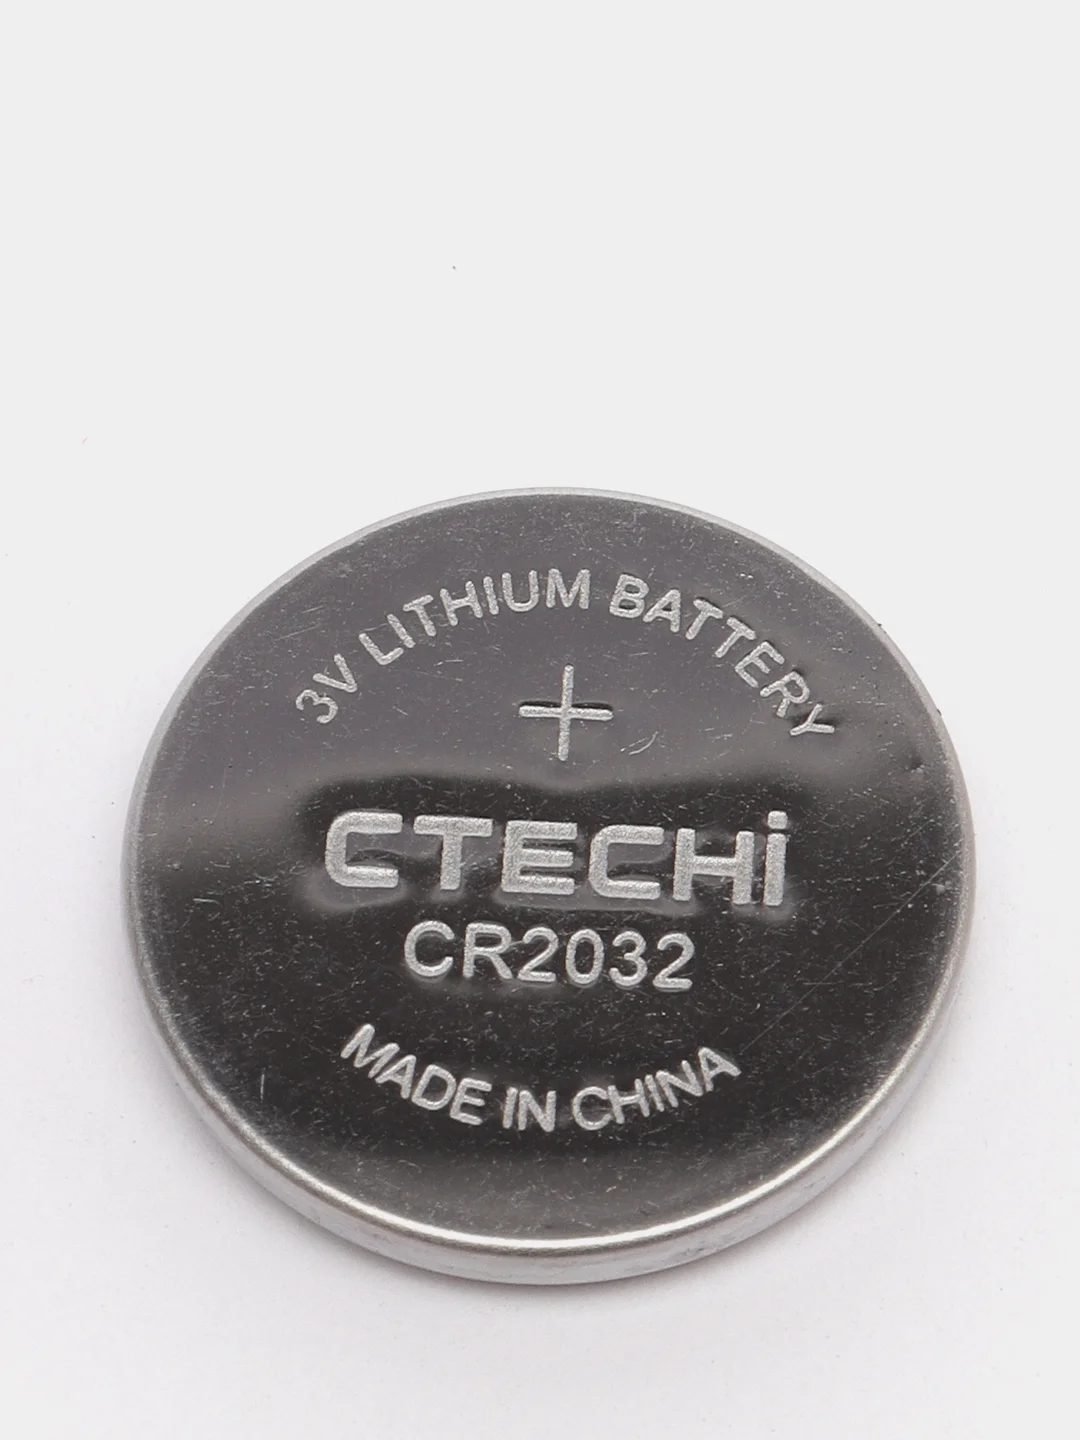 3V LITHIUM BATTERY
+
CTECHi
CR2032
MADE IN CHINA